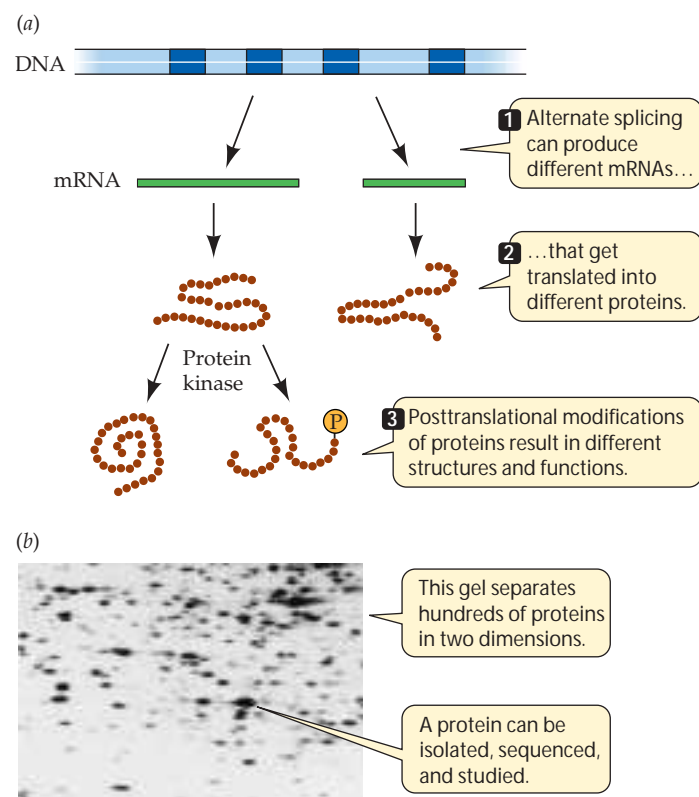 (a)
DNA
1 Alternate splicing
can produce
different mRNAs…
mRNA
2 …that get
translated into
different proteins.
Protein
kinase
P
3 Posttranslational modifications
of proteins result in different
structures and functions.
(b)
This gel separates
hundreds of proteins
in two dimensions.
A protein can be
isolated, sequenced,
and studied.